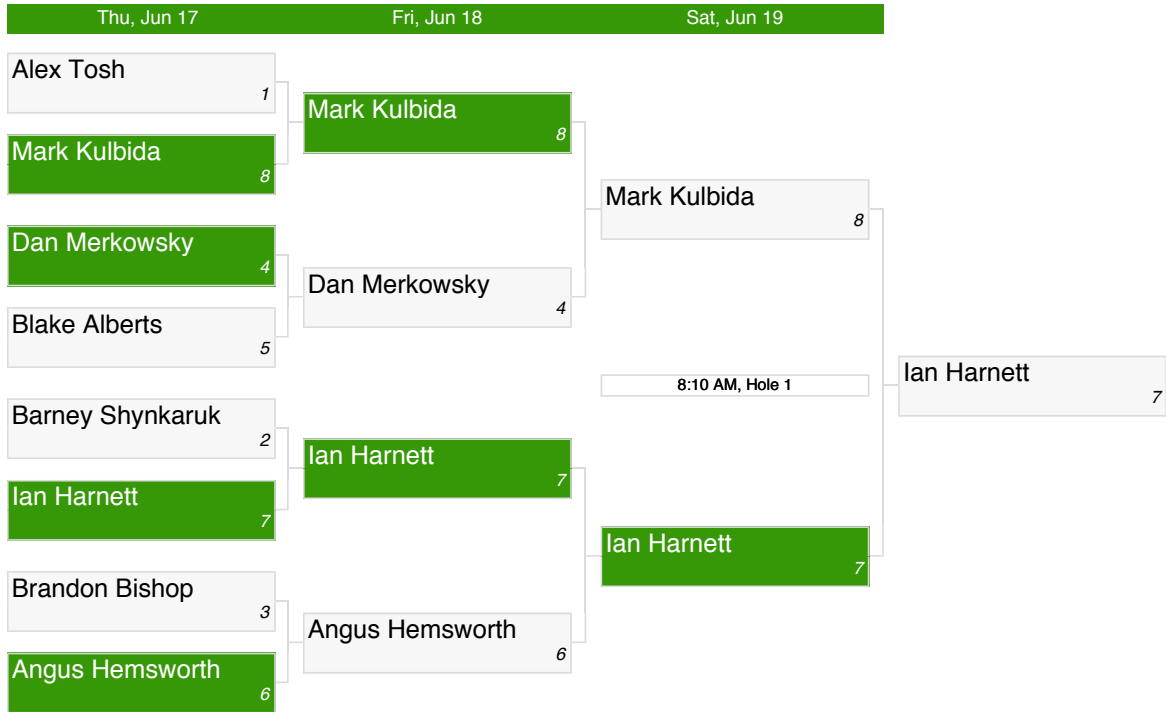 Thu, Jun 17
Fri, Jun 18
Sat, Jun 19
Alex Tosh
1
Mark Kulbida
8
Dan Merkowsky
4
Blake Alberts
5
Barney Shynkaruk
2
Ian Harnett
7
Brandon Bishop
3
Angus Hemsworth
6
Mark Kulbida
8
Dan Merkowsky
4
Ian Harnett
7
Angus Hemsworth
6
Mark Kulbida
8
8:10 AM, Hole 1
Ian Harnett
7
Ian Harnett
7